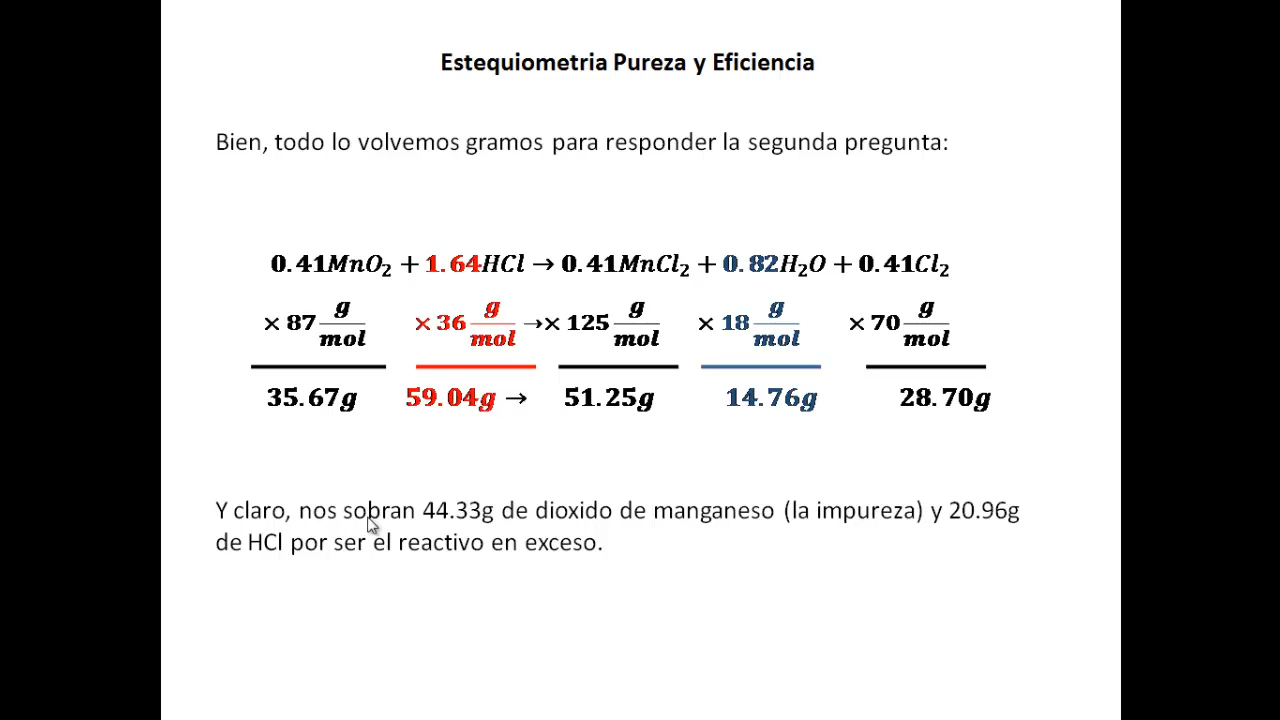 Estequiometria Pureza y Eficiencia
Bien, todo lo volvemos gramos para responder la segunda pregunta:
0.41MnO₂ + 1.64HCl → 0.41MnCl₂ + 0.82H₂O + 0.41Cl₂
× 87 g/mol × 36 g/mol → × 125 g/mol × 18 g/mol × 70 g/mol
35.67g 59.04g → 51.25g 14.76g 28.70g
Y claro, nos sobran 44.33g de dioxido de manganeso (la impureza) y 20.96g
de HCl por ser el reactivo en exceso.